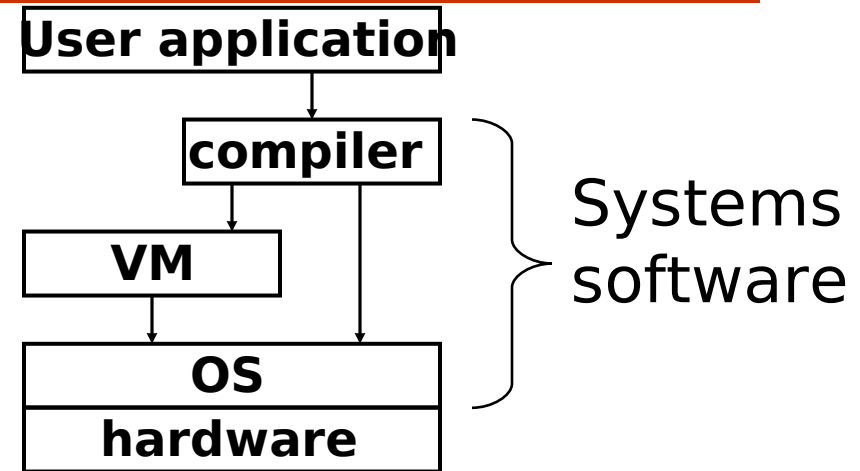 User application
compiler
VM
OS
hardware
Systems
software